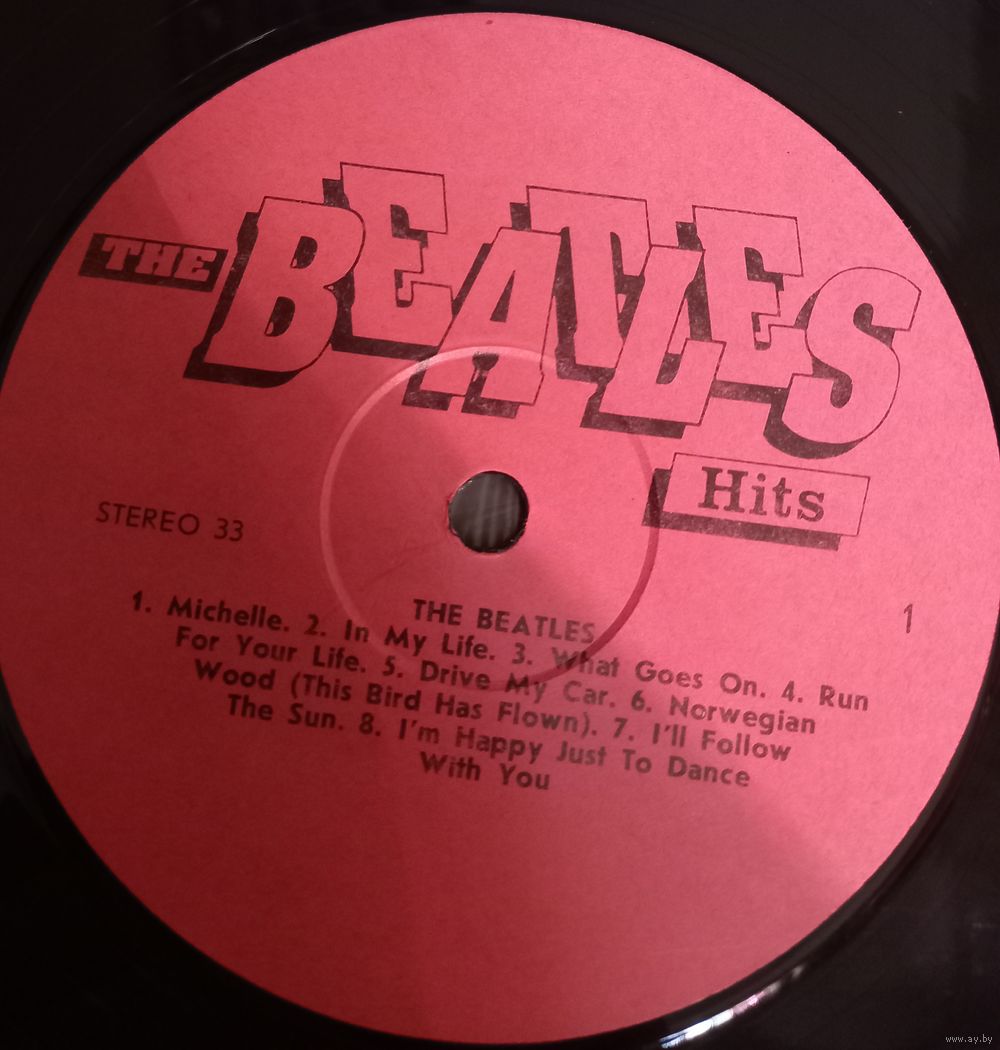 THE BEATLES
Hits
STEREO 33
1
THE BEATLES
1. Michelle. 2. In My Life. 3. What Goes On. 4. Run
For Your Life. 5. Drive My Car. 6. Norwegian
Wood (This Bird Has Flown). 7. I'll Follow
The Sun. 8. I'm Happy Just To Dance
With You
www.ay.by